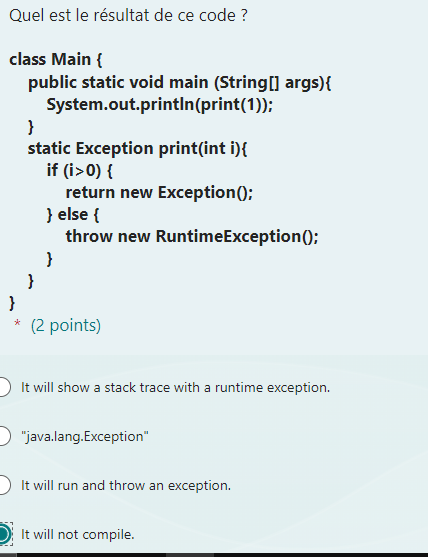 Quel est le résultat de ce code ?
class Main {
public static void main (String[] args){
System.out.println(print(1));
}
static Exception print(int i){
if (i>0) {
return new Exception();
} else {
throw new RuntimeException();
}
}
}
* (2 points)
It will show a stack trace with a runtime exception.
"java.lang.Exception"
It will run and throw an exception.
It will not compile.